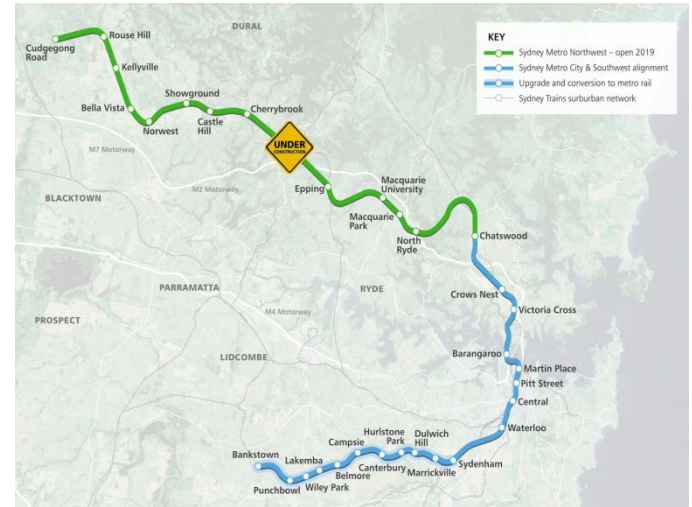 DURAL
KEY
Sydney Metro Northwest – open 2019
Sydney Metro City & Southwest alignment
Upgrade and conversion to metro rail
Sydney Trains surburban network
Cudgegong
Road
Rouse Hill
Kellyville
Bella Vista
Norwest
Showground
Castle
Hill
Cherrybrook
UNDER
CONSTRUCTION
M7 Motorway
M2 Motorway
Epping
Macquarie
University
Macquarie
Park
North
Ryde
Chatswood
BLACKTOWN
PARRAMATTA
RYDE
M4 Motorway
PROSPECT
LIDCOMBE
Crows Nest
Victoria Cross
Barangaroo
Martin Place
Pitt Street
Central
Waterloo
Bankstown
Punchbowl
Lakemba
Wiley Park
Belmore
Campsie
Canterbury
Hurlstone
Park
Dulwich
Hill
Marrickville
Sydenham